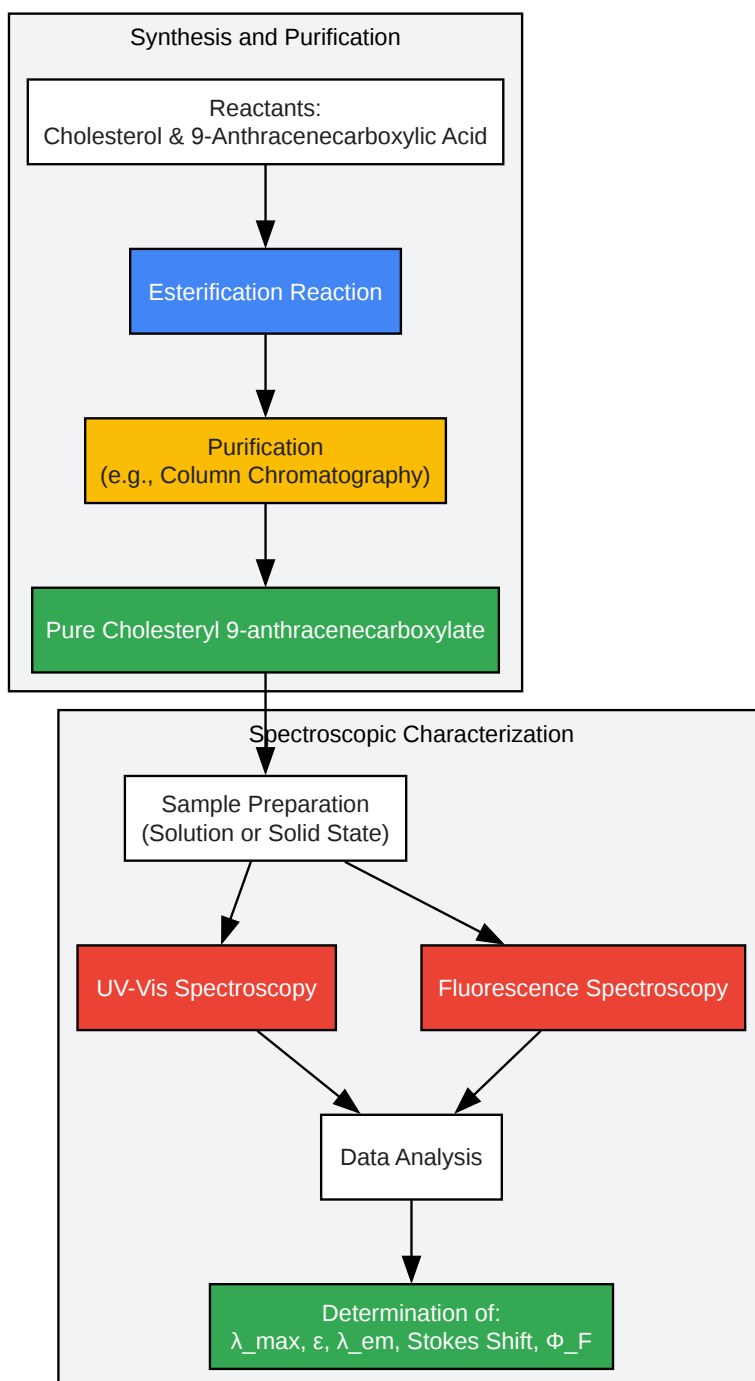 Synthesis and Purification
Reactants:
Cholesterol & 9-Anthracenecarboxylic Acid
Esterification Reaction
Purification
(e.g., Column Chromatography)
Pure Cholesteryl 9-anthracenecarboxylate
Spectroscopic Characterization
Sample Preparation
(Solution or Solid State)
UV-Vis Spectroscopy
Fluorescence Spectroscopy
Data Analysis
Determination of:
λ_max, ε, λ_em, Stokes Shift, Φ_F